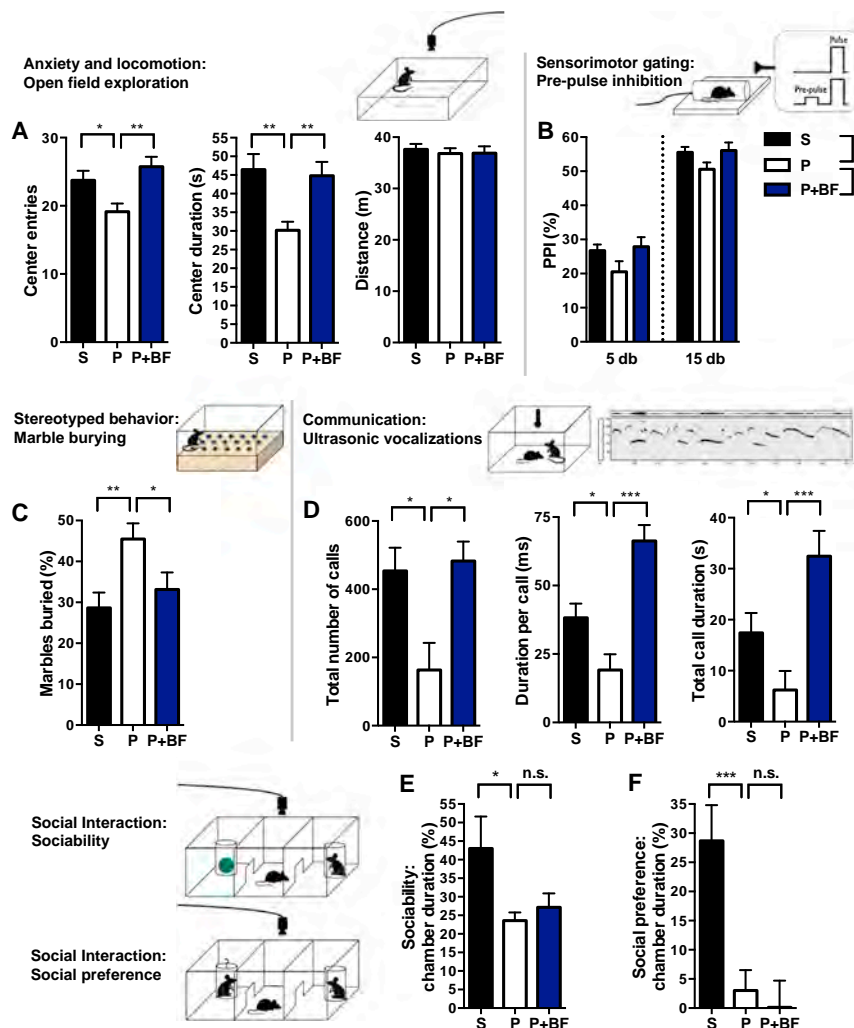 Anxiety and locomotion:
Open field exploration
Sensorimotor gating:
Pre-pulse inhibition
Pulse
Pre-pulse
A
Center entries
30
20
10
0
* **
S P P+BF
Center duration (s)
55
50
45
40
35
30
25
20
15
10
5
0
** **
S P P+BF
Distance (m)
40
30
20
10
0
S P P+BF
B
PPI (%)
60
50
40
30
20
10
0
5 db 15 db
S
P
P+BF
Stereotyped behavior:
Marble burying
Communication:
Ultrasonic vocalizations
C
Marbles buried (%)
50
40
30
20
10
0
** *
S P P+BF
D
Total number of calls
600
400
200
0
* *
S P P+BF
Duration per call (ms)
75
50
25
0
* ***
S P P+BF
Total call duration (s)
40
30
20
10
0
* ***
S P P+BF
Social Interaction:
Sociability
Social Interaction:
Social preference
E
Sociability:
chamber duration (%)
50
45
40
35
30
25
20
15
10
5
0
* n.s.
S P P+BF
F
Social preference:
chamber duration (%)
35
30
25
20
15
10
5
0
*** n.s.
S P P+BF